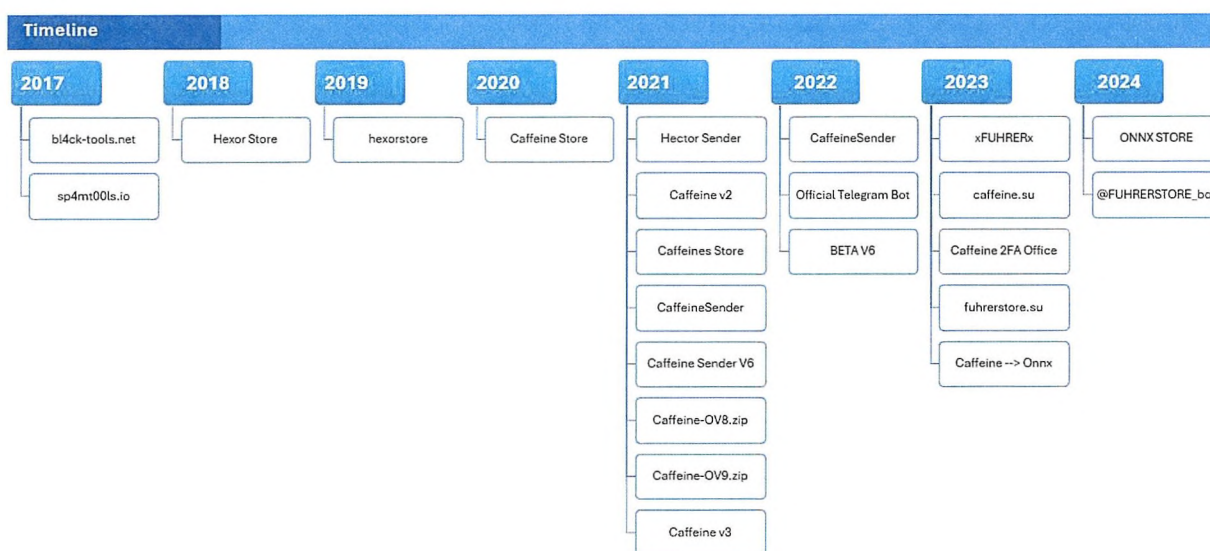 Timeline
2017
bl4ck-tools.net
sp4mt00ls.io
2018
Hexor Store
2019
hexorstore
2020
Caffeine Store
2021
Hector Sender
Caffeine v2
Caffeines Store
CaffeineSender
Caffeine Sender V6
Caffeine-OV8.zip
Caffeine-OV9.zip
Caffeine v3
2022
CaffeineSender
Official Telegram Bot
BETA V6
2023
xFUHRERx
caffeine.su
Caffeine 2FA Office
fuhrerstore.su
Caffeine --> Onnx
2024
ONNX STORE